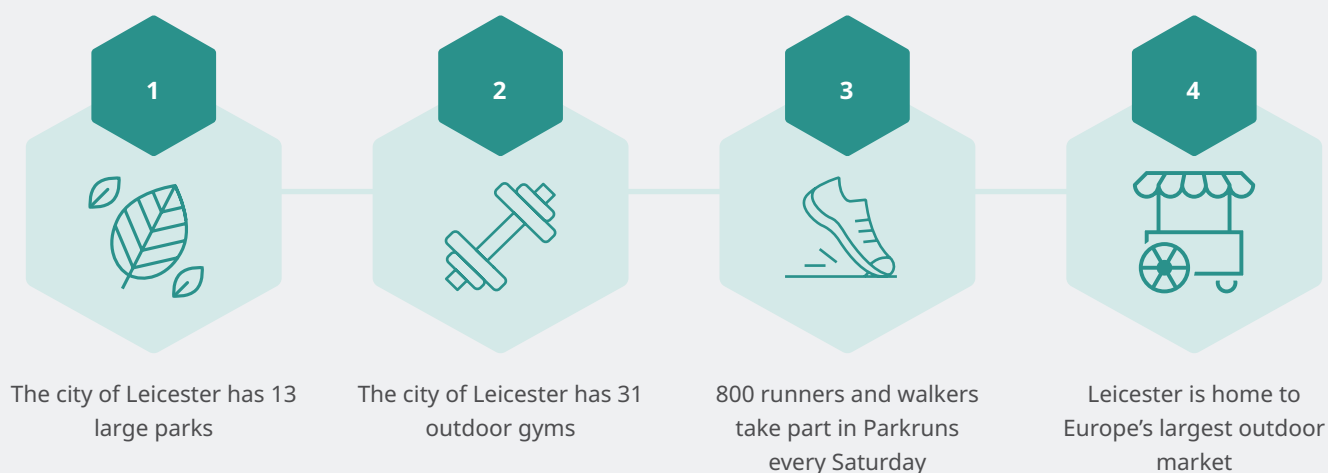 1
The city of Leicester has 13
large parks
2
The city of Leicester has 31
outdoor gyms
3
800 runners and walkers
take part in Parkruns
every Saturday
4
Leicester is home to
Europe’s largest outdoor
market